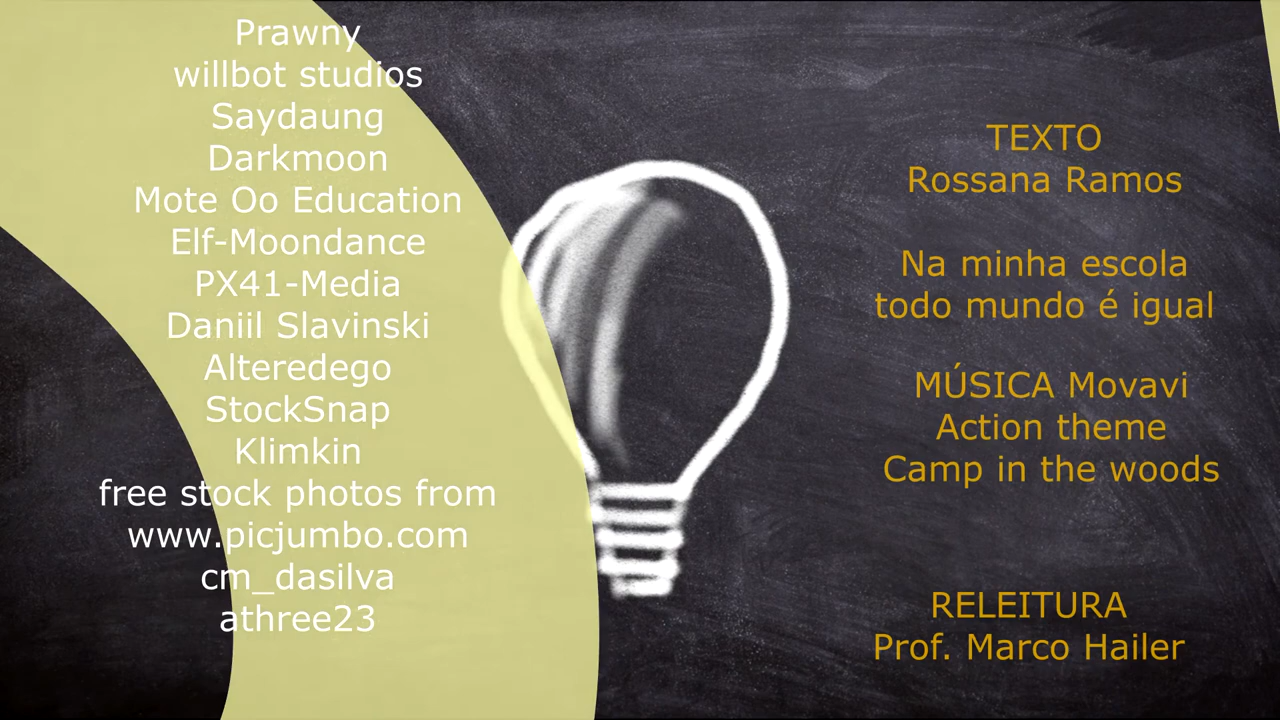 Prawny
willbot studios
Saydaung
Darkmoon
Mote Oo Education
Elf-Moondance
PX41-Media
Daniil Slavinski
Alteredego
StockSnap
Klimkin
free stock photos from
www.picjumbo.com
cm_dasilva
athree23
TEXTO
Rossana Ramos
Na minha escola
todo mundo é igual
MÚSICA Movavi
Action theme
Camp in the woods
RELEITURA
Prof. Marco Hailer